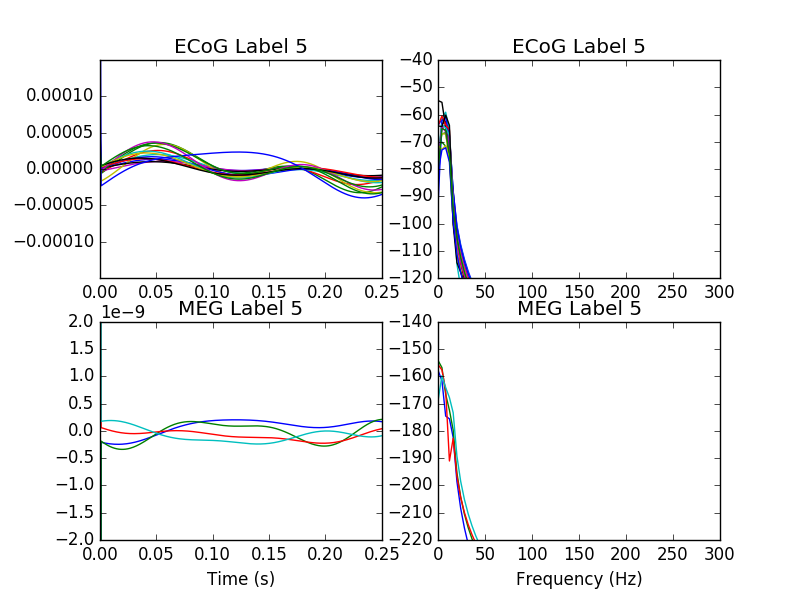 ECoG Label 5
0.00010
0.00005
0.00000
−0.00005
−0.00010
0.00 0.05 0.10 0.15 0.20 0.25
ECoG Label 5
−40
−50
−60
−70
−80
−90
−100
−110
−120
0 50 100 150 200 250 300
1e−9
MEG Label 5
2.0
1.5
1.0
0.5
0.0
−0.5
−1.0
−1.5
−2.0
0.00 0.05 0.10 0.15 0.20 0.25
Time (s)
MEG Label 5
−140
−150
−160
−170
−180
−190
−200
−210
−220
0 50 100 150 200 250 300
Frequency (Hz)